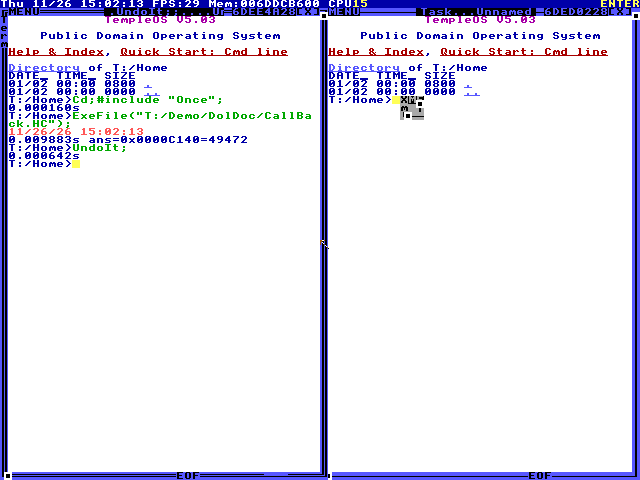 Thu 11/26 15:02:13 FPS:29 Mem:006DDCB600 CPU15 ENTER
MENU
TempleOS V5.03
Public Domain Operating System
Help & Index, Quick Start: Cmd line
Directory of T:/Home
DATE_ TIME_ SIZE
01/02 00:00 0800 .
01/02 00:00 0000 ..
T:/Home>Cd;#include "Once";
0.000160s
T:/Home>ExeFile("T:/Demo/DolDoc/CallBa
ck.HC");
11/26/26 15:02:13
0.009883s ans=0x0000C140=49472
T:/Home>UndoIt;
0.000642s
T:/Home>
EOF
MENU Task...Unnamed 6DED0228[X]
TempleOS V5.03
Public Domain Operating System
Help & Index, Quick Start: Cmd line
Directory of T:/Home
DATE_ TIME_ SIZE
01/02 00:00 0800 .
01/02 00:00 0000 ..
T:/Home>
EOF